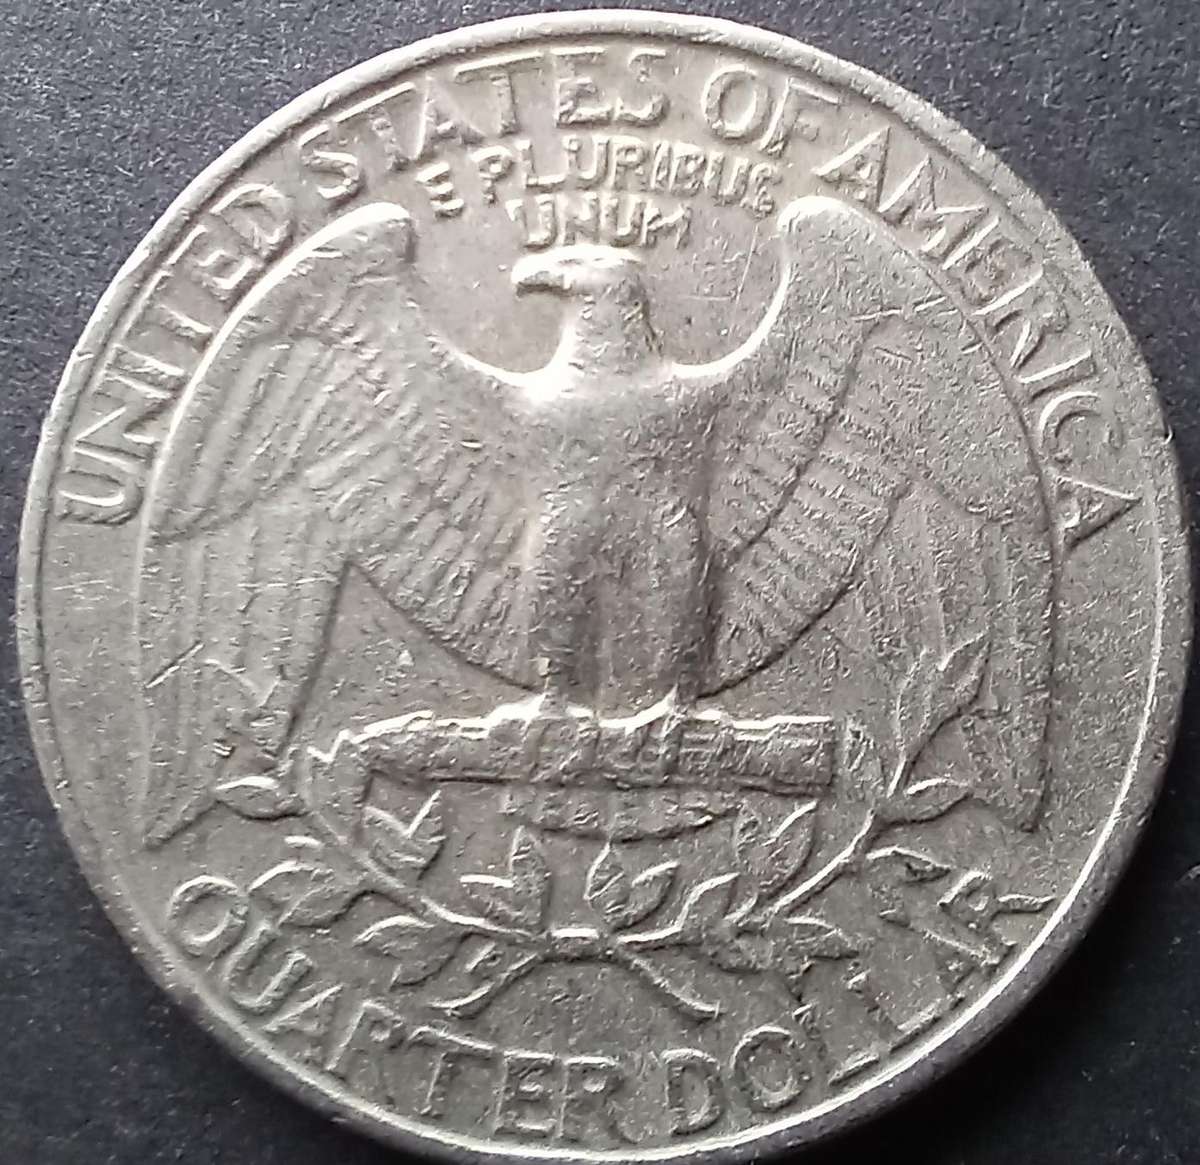 UNITED STATES OF AMERICA
E PLURIBUS
UNUM
QUARTER DOLLAR